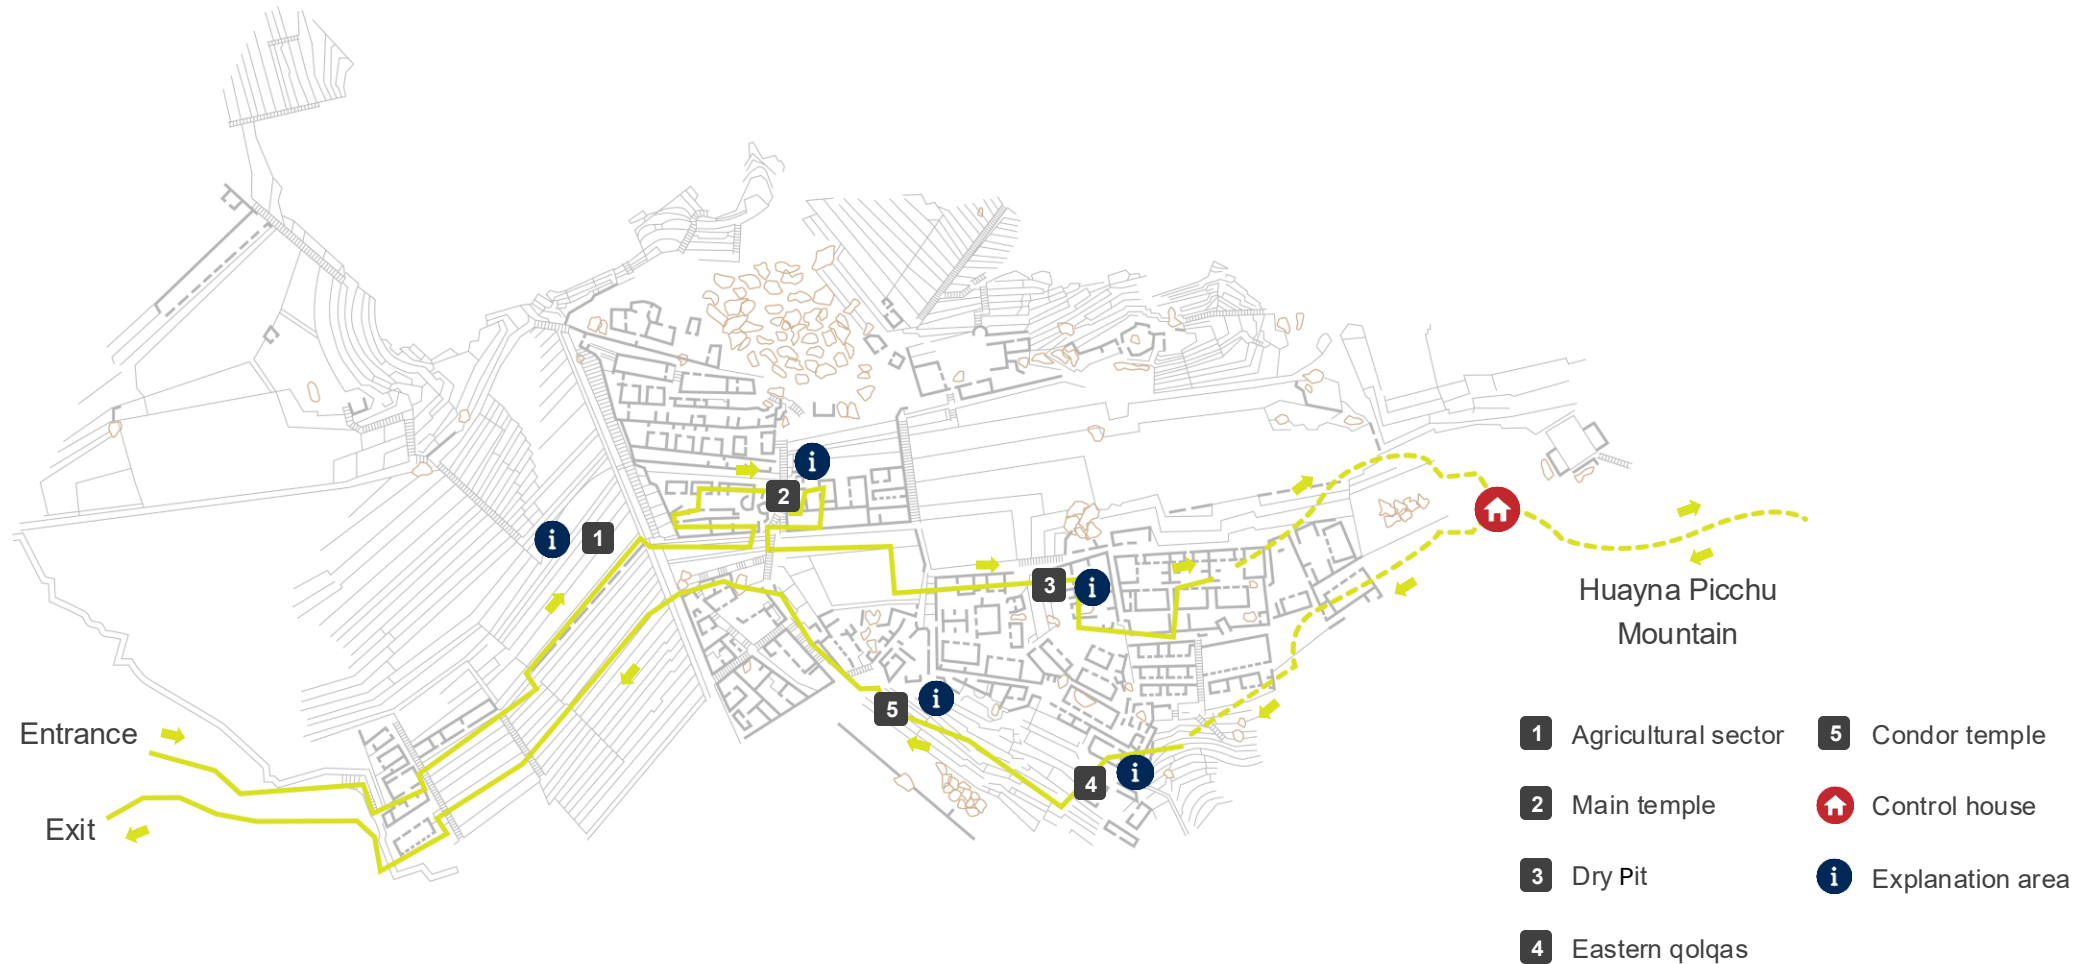 2
1
3
Huayna Picchu
Mountain
5
Entrance
4
Exit
1 Agricultural sector
5 Condor temple
2 Main temple
Control house
3 Dry Pit
Explanation area
4 Eastern qolqas